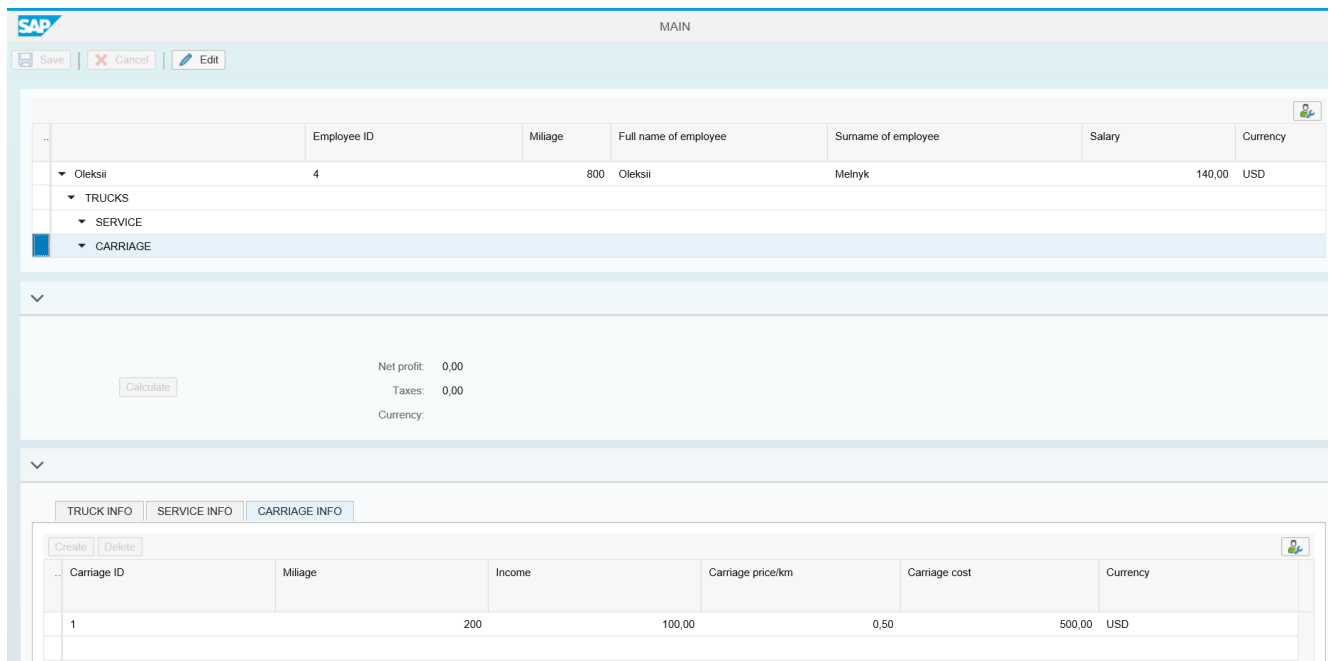 SAP MAIN
Save Cancel Edit
.. Employee ID Miliage Full name of employee Surname of employee Salary Currency
Oleksii 4 800 Oleksii Melnyk 140,00 USD
TRUCKS
SERVICE
CARRIAGE
Net profit: 0,00
Calculate
Taxes: 0,00
Currency:
TRUCK INFO SERVICE INFO CARRIAGE INFO
Create Delete
.. Carriage ID Miliage Income Carriage price/km Carriage cost Currency
1 200 100,00 0,50 500,00 USD